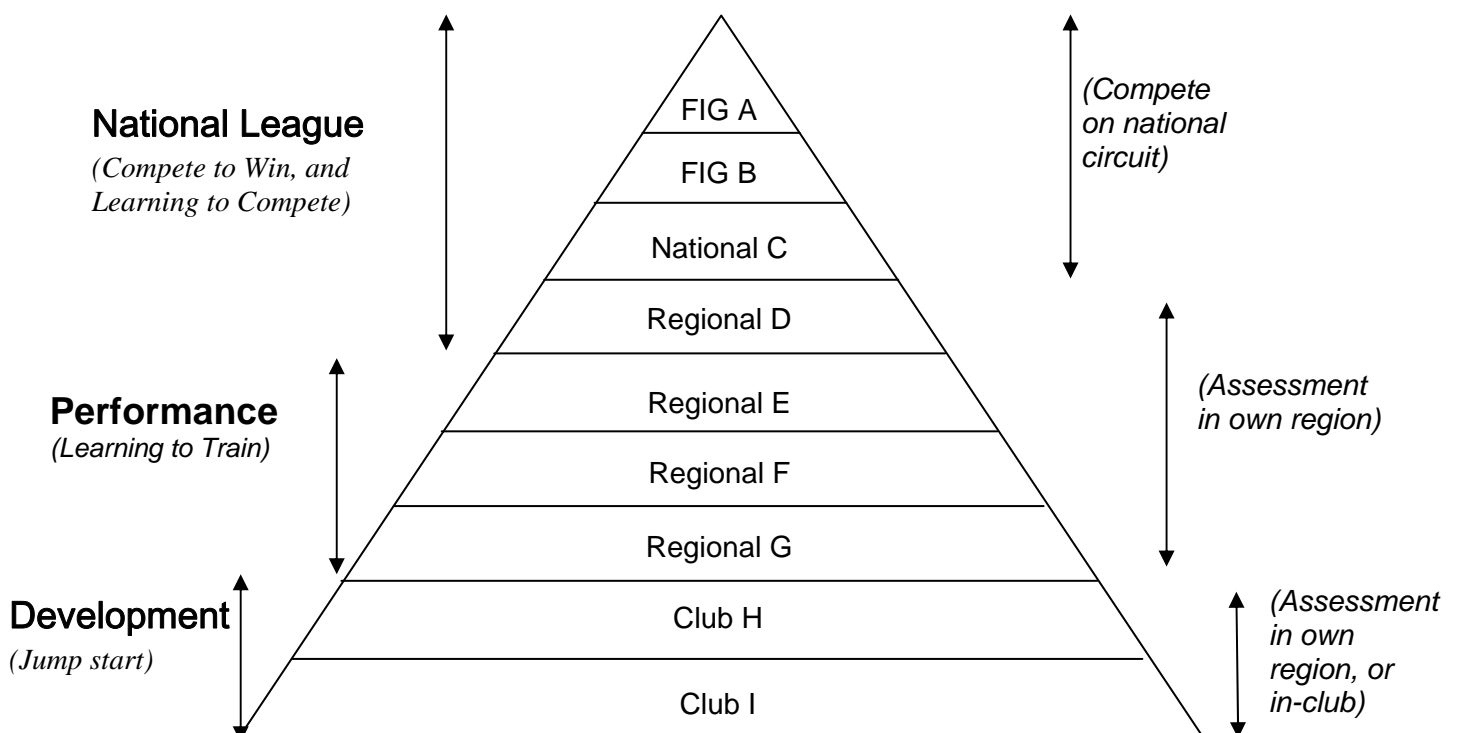 National League
(Compete to Win, and
Learning to Compete)
FIG A
FIG B
National C
Regional D
(Compete
on national
circuit)
Performance
(Learning to Train)
Regional E
Regional F
Regional G
(Assessment
in own region)
Development
(Jump start)
Club H
Club I
(Assessment
in own
region, or
in-club)